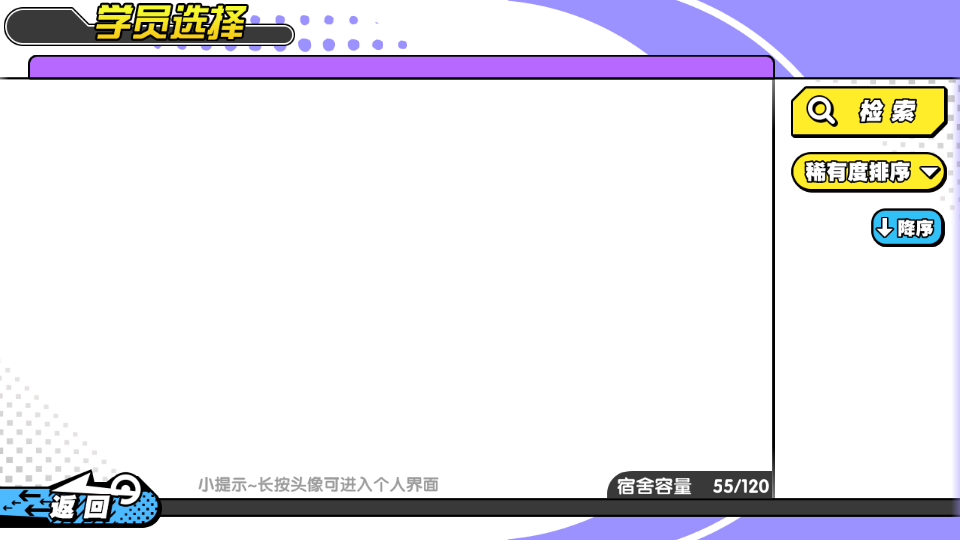 学员选择
检索
稀有度排序
降序
小提示~长按头像可进入个人界面
宿舍容量 55/120
返回